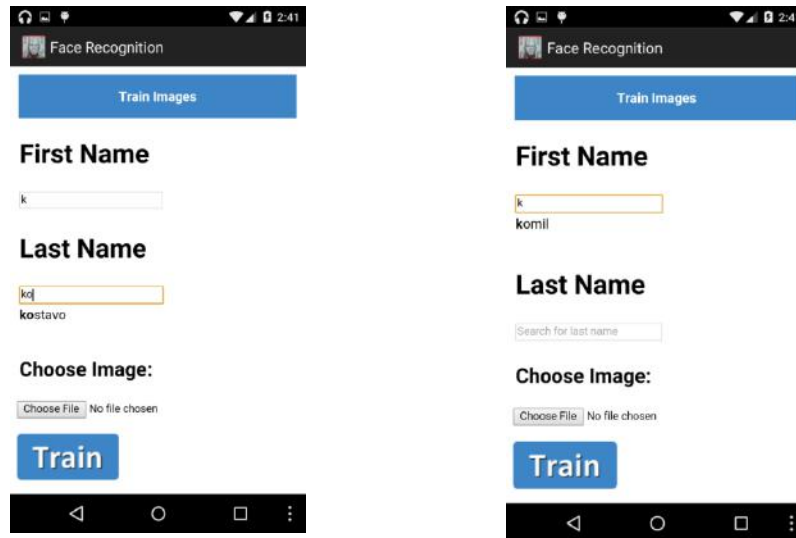 2:41
Face Recognition
Train Images
First Name
k
Last Name
ko
kostavo
Choose Image:
Choose File No file chosen
Train
2:4
Face Recognition
Train Images
First Name
k
komil
Last Name
Search for last name
Choose Image:
Choose File No file chosen
Train